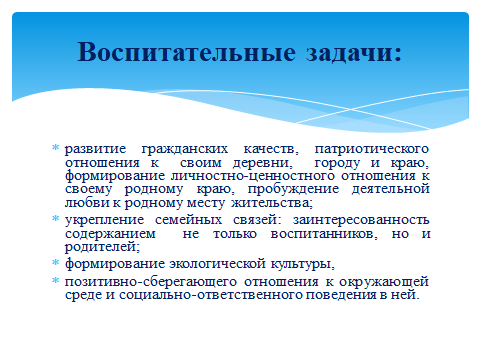 Воспитательные задачи:
развитие гражданских качеств, патриотического
отношения к своим деревни, городу и краю,
формирование личностно-ценностного отношения к
своему родному краю, пробуждение деятельной
любви к родному месту жительства;
укрепление семейных связей: заинтересованность
содержанием не только воспитанников, но и
родителей;
формирование экологической культуры,
позитивно-сберегающего отношения к окружающей
среде и социально-ответственного поведения в ней.